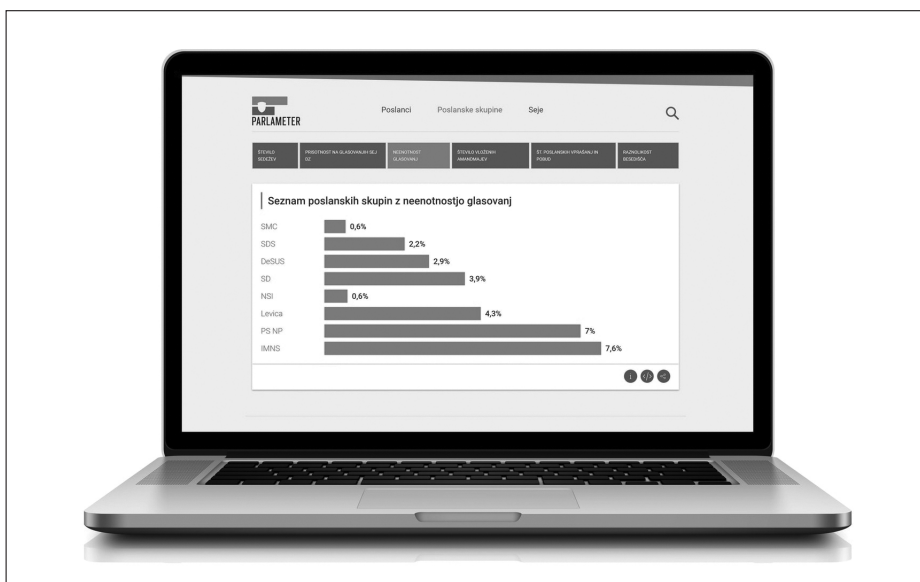 PARLAMETER
Poslanci Poslanske skupine Seje
ŠTEVILO
SEDEŽEV
PRISOTNOST NA GLASOVANJIH SEJ
DZ
NEENOTNOST
GLASOVANJ
ŠTEVILO VLOŽENIH
AMANDMAJEV
ŠT. POSLANSKIH VPRAŠANJ IN
POBUD
RAZNOLIKOST
BESEDIŠČA
Seznam poslanskih skupin z neenotnostjo glasovanj
SMC 0,6%
SDS 2,2%
DeSUS 2,9%
SD 3,9%
NSI 0,6%
Levica 4,3%
PS NP 7%
IMNS 7,6%